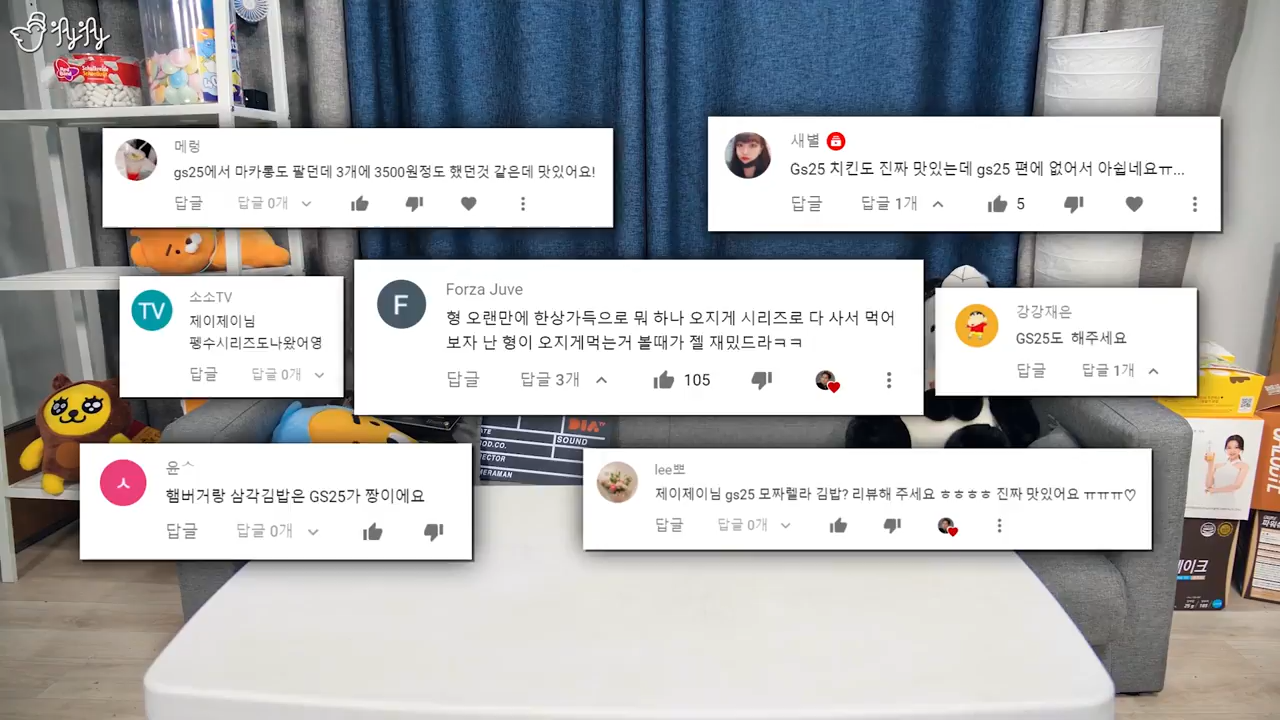 메렁
gs25에서 마카롱도 팔던데 3개에 3500원정도 했던것 같은데 맛있어요!
답글 답글 0개
새별
Gs25 치킨도 진짜 맛있는데 gs25 편에 없어서 아쉽네요ㅠ...
답글 답글 1개 5
TV
소소TV
제이제이님
펭수시리즈도나왔어영
답글 답글 0개
F
Forza Juve
형 오랜만에 한상가득으로 뭐 하나 오지게 시리즈로 다 사서 먹어
보자 난 형이 오지게먹는거 볼때가 젤 재밌드라ㅋㅋ
답글 답글 3개 105
강강재은
GS25도 해주세요
답글 답글 1개
ㅅ
윤ㅅ
햄버거랑 삼각김밥은 GS25가 짱이에요
답글 답글 0개
lee뽀
제이제이님 gs25 모짜렐라 김밥? 리뷰해 주세요 ㅎㅎㅎㅎ 진짜 맛있어요 ㅠㅠㅠ♡
답글 답글 0개
DIA
SOUND